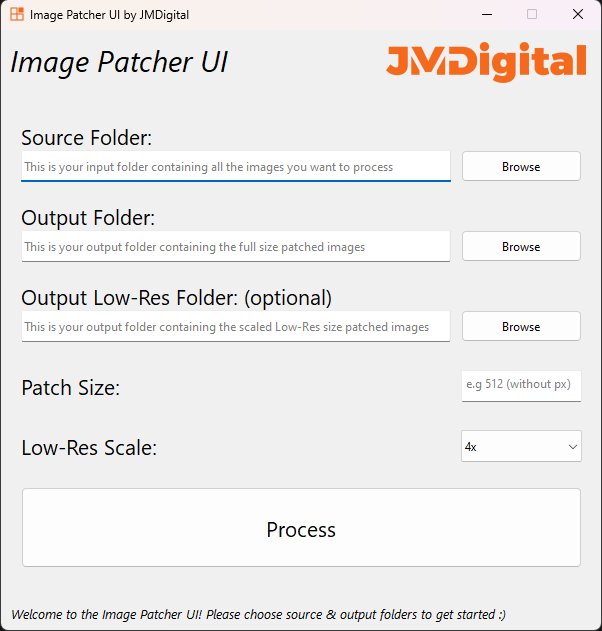 Image Patcher UI by JMDigital
Image Patcher UI
JMDigital
Source Folder:
This is your input folder containing all the images you want to process
Browse
Output Folder:
This is your output folder containing the full size patched images
Browse
Output Low-Res Folder: (optional)
This is your output folder containing the scaled Low-Res size patched images
Browse
Patch Size:
e.g 512 (without px)
Low-Res Scale:
4x
Process
Welcome to the Image Patcher UI! Please choose source & output folders to get started :)